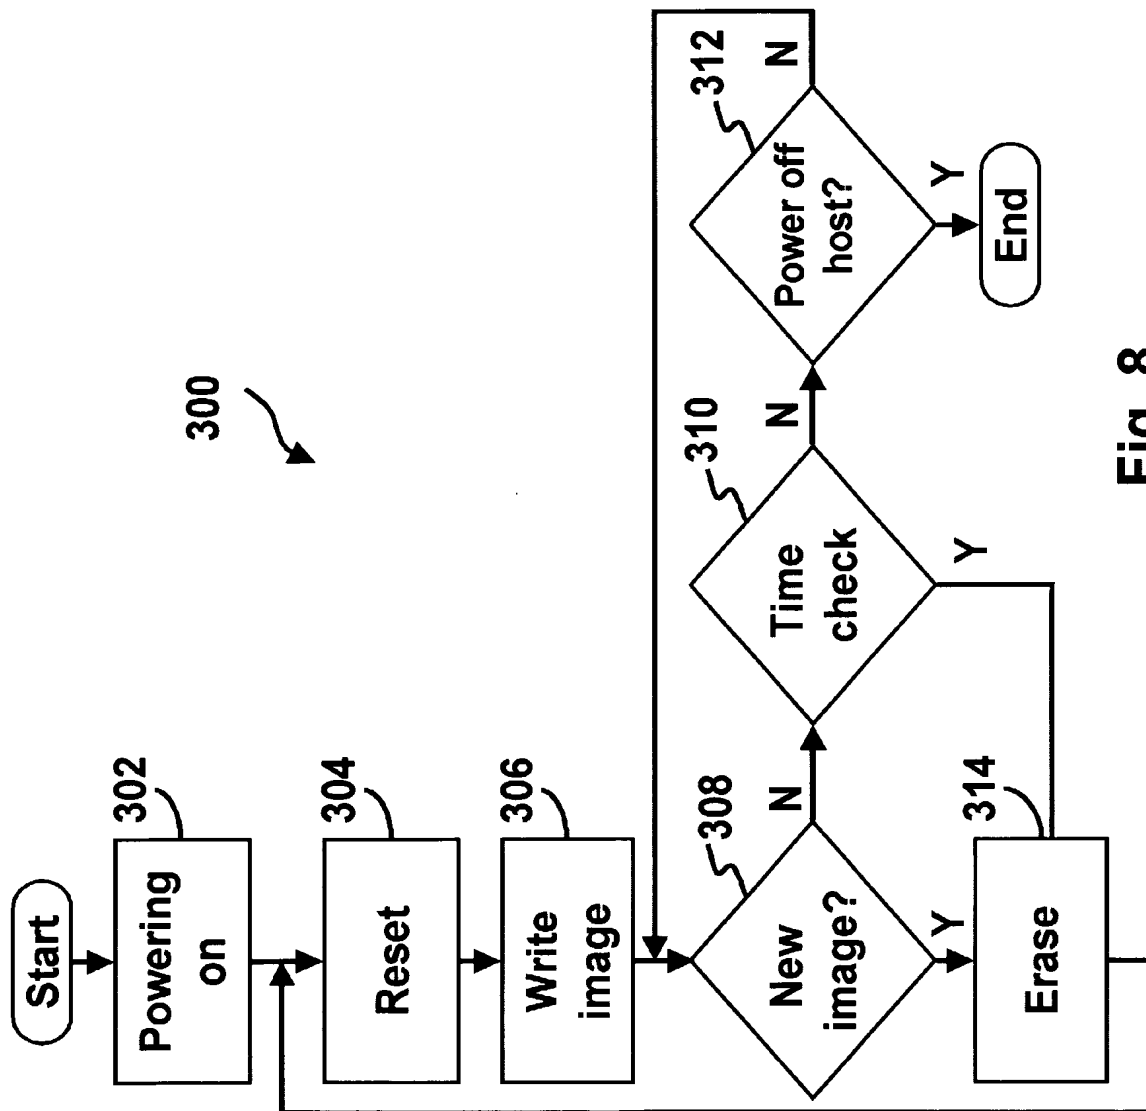 300
Start
Powering
on
302
Reset
304
Write
image
306
New
image?
308
N
Y
Time
check
310
N
Y
Power off
host?
312
N
Y
End
Erase
314
Fig. 8